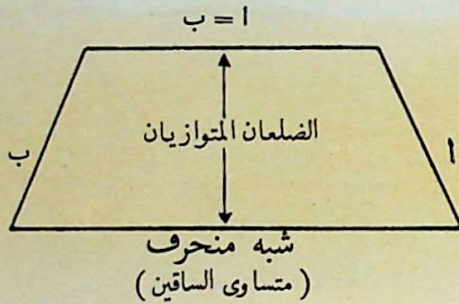 ا = ب
الضلعان المتوازيان
ا
ب
شبه منحرف
( متساوى الساقين )